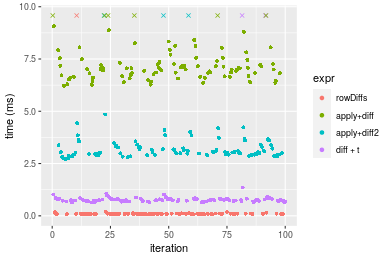 10.0
7.5
5.0
2.5
0.0
time (ms)
0
25
50
75
100
iteration
expr
rowDiffs
apply+diff
apply+diff2
diff + t